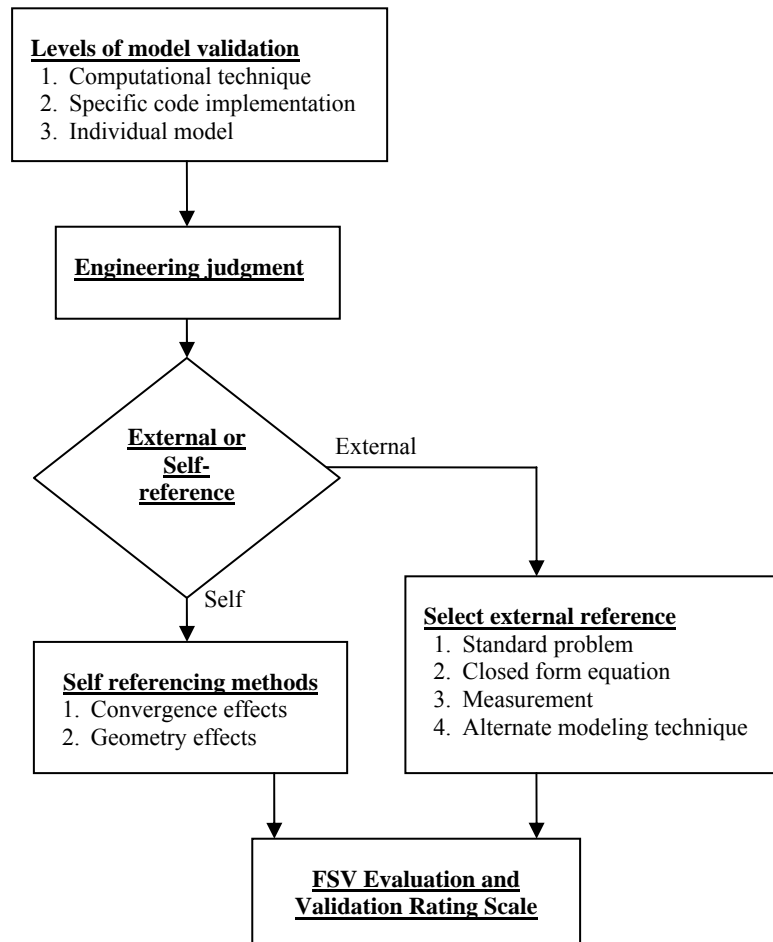 Levels of model validation
1. Computational technique
2. Specific code implementation
3. Individual model
Engineering judgment
External or
Self-
reference
External
Self
Select external reference
1. Standard problem
2. Closed form equation
3. Measurement
4. Alternate modeling technique
Self referencing methods
1. Convergence effects
2. Geometry effects
FSV Evaluation and
Validation Rating Scale